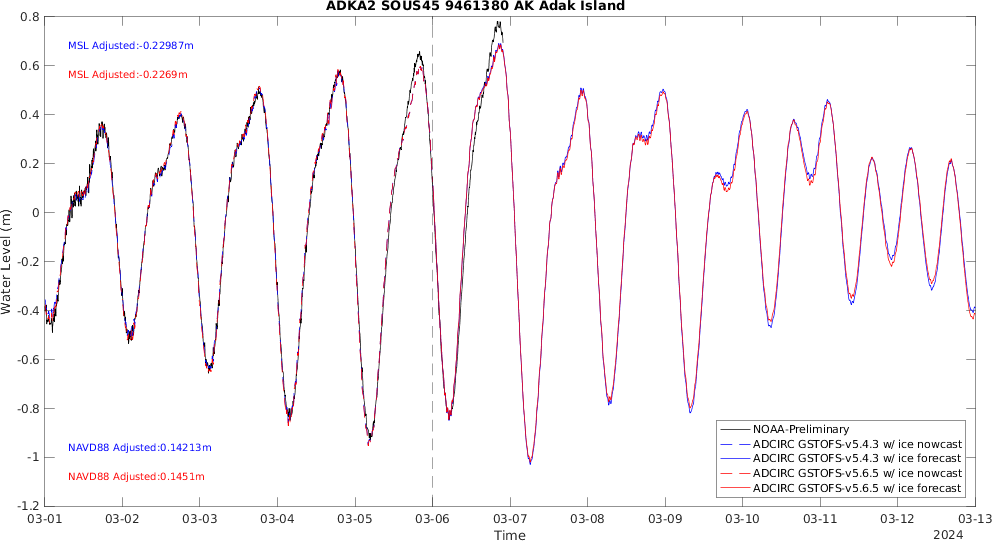 ADKA2 SOUS45 9461380 AK Adak Island
0.8
0.6
0.4
0.2
0
-0.2
-0.4
-0.6
-0.8
-1
-1.2
Water Level (m)
MSL Adjusted:-0.22987m
MSL Adjusted:-0.2269m
NAVD88 Adjusted:0.14213m
NAVD88 Adjusted:0.1451m
NOAA-Preliminary
ADCIRC GSTOFS-v5.4.3 w/ ice nowcast
ADCIRC GSTOFS-v5.4.3 w/ ice forecast
ADCIRC GSTOFS-v5.6.5 w/ ice nowcast
ADCIRC GSTOFS-v5.6.5 w/ ice forecast
03-01 03-02 03-03 03-04 03-05 03-06 03-07 03-08 03-09 03-10 03-11 03-12 03-13
Time
2024